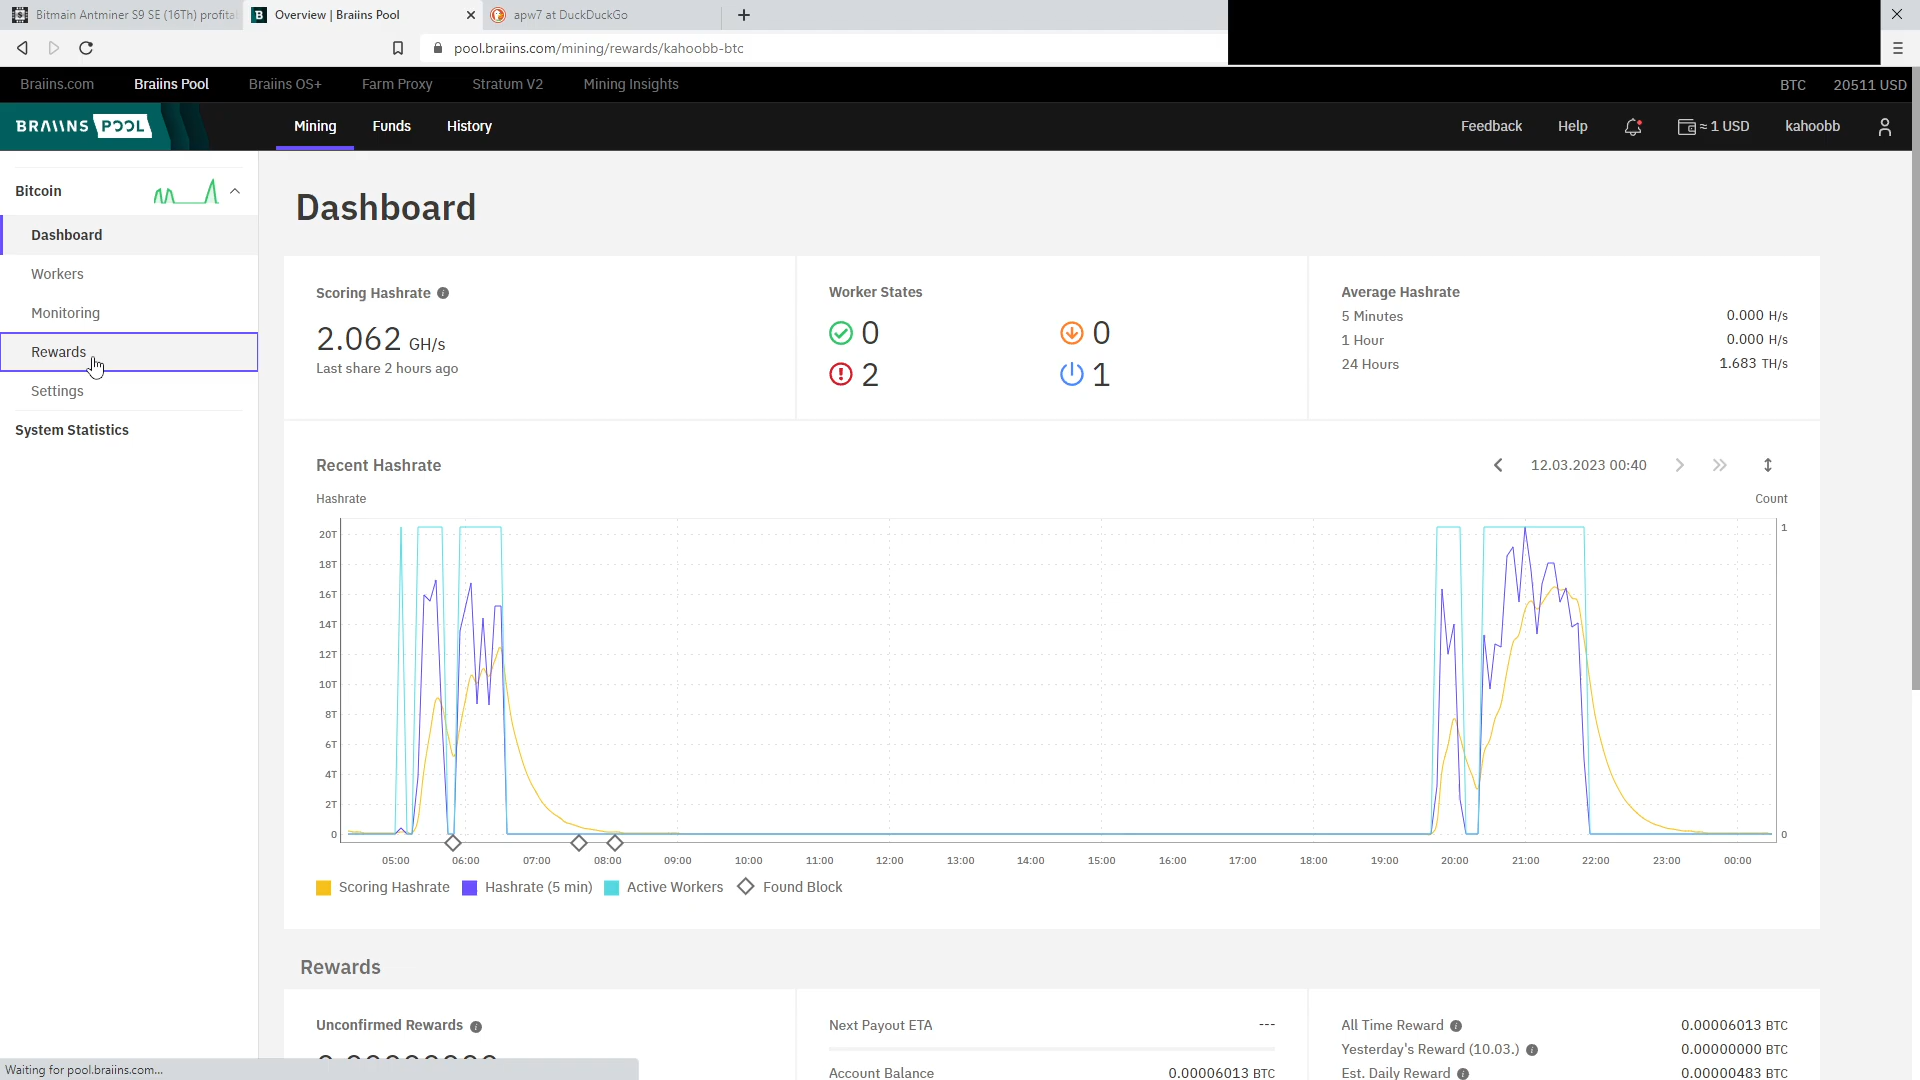 Bitmain Antminer S9 SE (16Th) profita
Overview | Braiins Pool
apw7 at DuckDuckGo
pool.braiins.com/mining/rewards/kahoobb-btc
Braiins.com
Braiins Pool
Braiins OS+
Farm Proxy
Stratum V2
Mining Insights
BTC
20511 USD
BRAIINS POOL
Mining
Funds
History
Feedback
Help
≈ 1 USD
kahoobb
Bitcoin
Dashboard
Workers
Monitoring
Rewards
Settings
System Statistics
Dashboard
Scoring Hashrate
2.062 GH/s
Last share 2 hours ago
Worker States
0
0
2
1
Average Hashrate
5 Minutes 0.000 H/s
1 Hour 0.000 H/s
24 Hours 1.683 TH/s
Recent Hashrate
12.03.2023 00:40
Hashrate
Count
20T
18T
16T
14T
12T
10T
8T
6T
4T
2T
0
1
0
05:00 06:00 07:00 08:00 09:00 10:00 11:00 12:00 13:00 14:00 15:00 16:00 17:00 18:00 19:00 20:00 21:00 22:00 23:00 00:00
Scoring Hashrate Hashrate (5 min) Active Workers Found Block
Rewards
Unconfirmed Rewards
Next Payout ETA ---
Account Balance 0.00006013 BTC
All Time Reward 0.00006013 BTC
Yesterday's Reward (10.03.) 0.00000000 BTC
Est. Daily Reward 0.00000483 BTC
Waiting for pool.braiins.com...